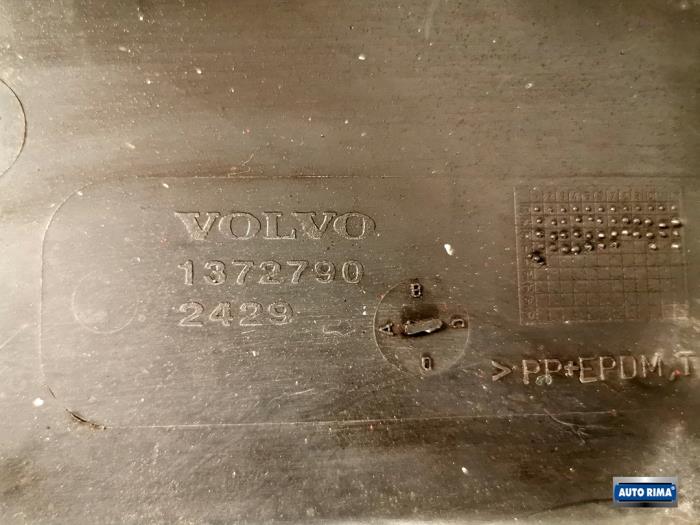 VOLVO
1372790
2429
B
A C
D
>PP+EPDM,T
AUTO RIMA